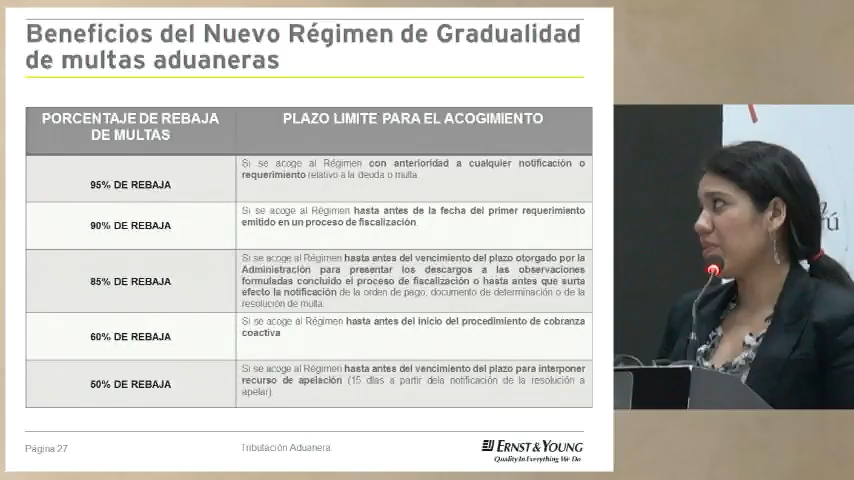 Beneficios del Nuevo Régimen de Gradualidad
de multas aduaneras
PORCENTAJE DE REBAJA
DE MULTAS
PLAZO LIMITE PARA EL ACOGIMIENTO
95% DE REBAJA
Si se acoge al Régimen con anterioridad a cualquier notificación o
requerimiento relativo a la deuda o multa.
90% DE REBAJA
Si se acoge al Régimen hasta antes de la fecha del primer requerimiento
emitido en un proceso de fiscalización.
85% DE REBAJA
Si se acoge al Régimen hasta antes del vencimiento del plazo otorgado por la
Administración para presentar los descargos a las observaciones
formuladas concluido el proceso de fiscalización o hasta antes que surta
efecto la notificación de la orden de pago, documento de determinación o de la
resolución de multa.
60% DE REBAJA
Si se acoge al Régimen hasta antes del inicio del procedimiento de cobranza
coactiva
50% DE REBAJA
Si se acoge al Régimen hasta antes del vencimiento del plazo para interponer
recurso de apelación (15 días a partir dela notificación de la resolución a
apelar)
Página 27
Tributación Aduanera
ERNST & YOUNG
Quality In Everything We Do